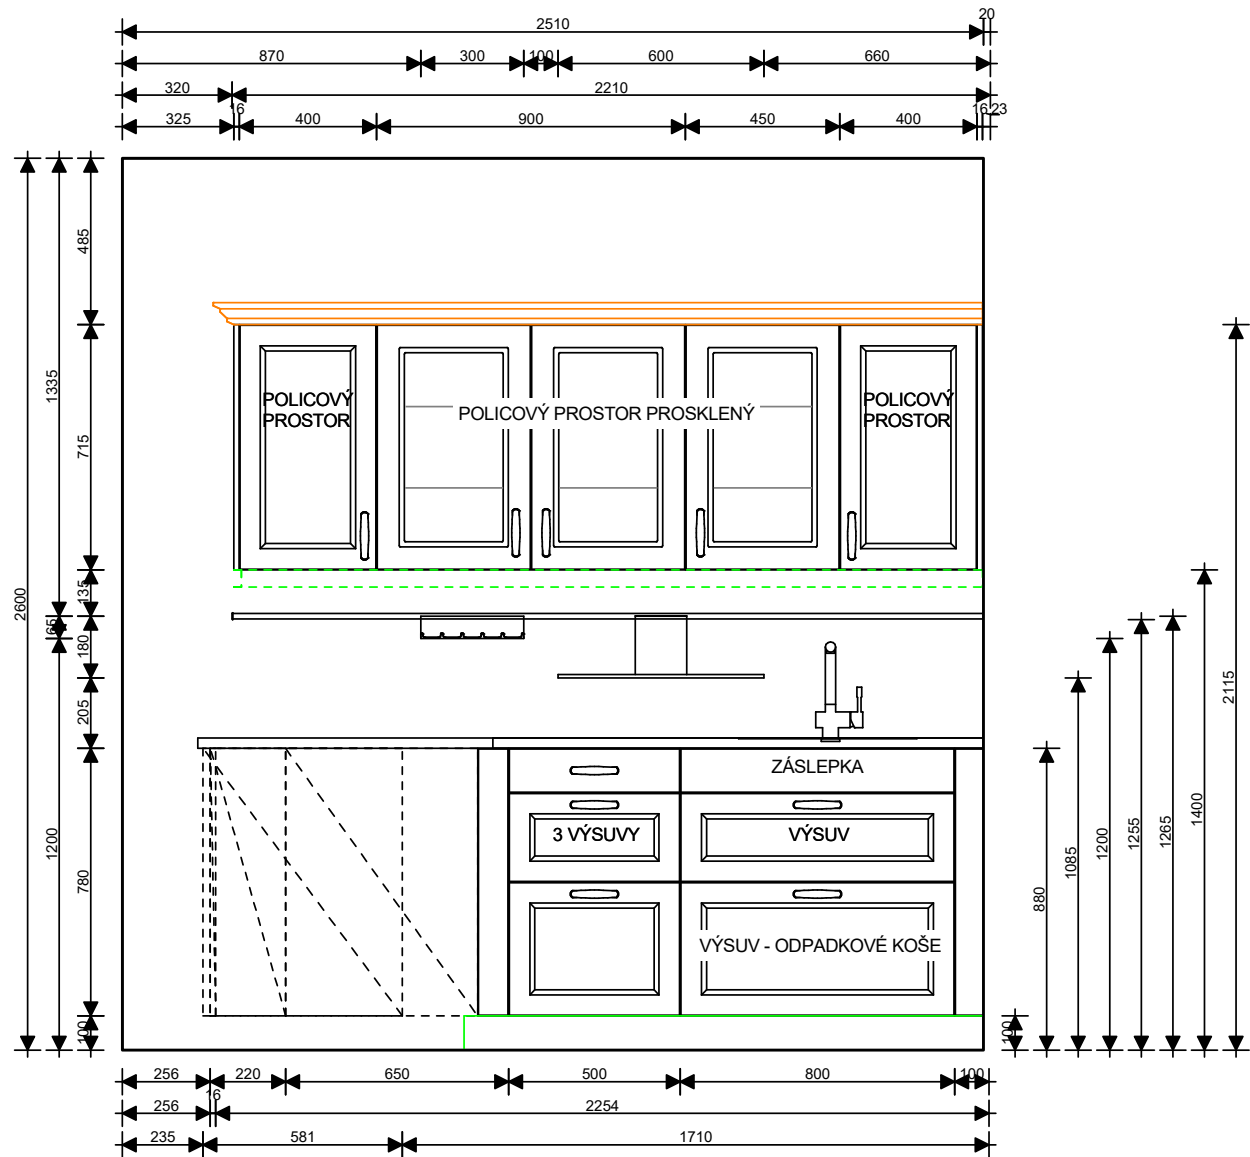 2510 20
870 300 100 600 660
320 2210
325 16 400 900 450 400 16 23
2600
1335
65
1200
485
715
135
180
205
780
100
POLICOVÝ
PROSTOR
POLICOVÝ PROSTOR PROSKLENÝ
POLICOVÝ
PROSTOR
ZÁSLEPKA
3 VÝSUVY
VÝSUV
VÝSUV - ODPADKOVÉ KOŠE
100
880
1085
1200
1255
1265
1400
2115
256 220 650 500 800 100
256 16 2254
235 581 1710